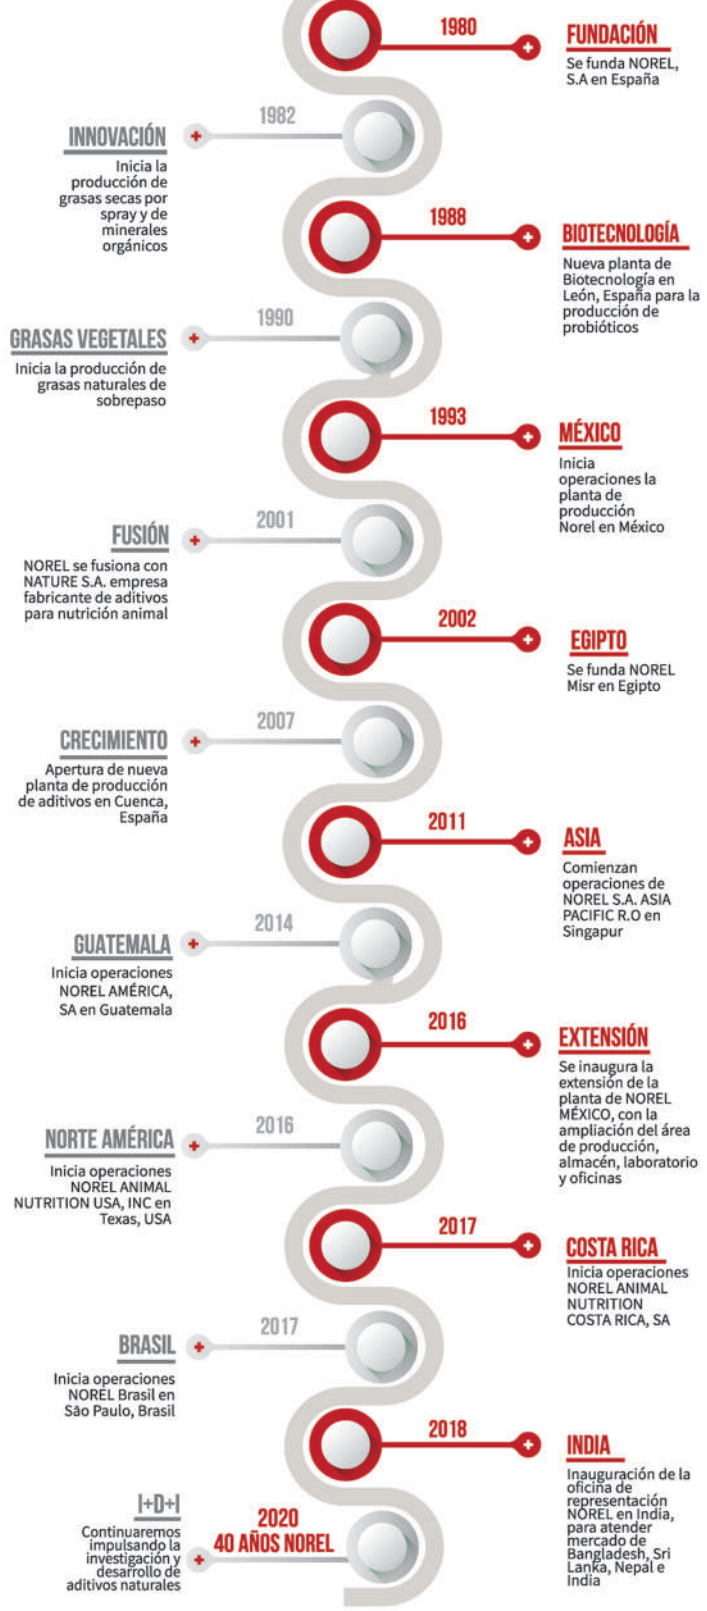 1980
FUNDACIÓN
Se funda NOREL,
S.A en España
1982
INNOVACIÓN
Inicia la
producción de
grasas secas por
spray y de
minerales
orgánicos
1988
BIOTECNOLOGÍA
Nueva planta de
Biotecnología en
León, España para la
producción de
probióticos
1990
GRASAS VEGETALES
Inicia la producción de
grasas naturales de
sobrepaso
1993
MÉXICO
Inicia
operaciones la
planta de
producción
Norel en México
2001
FUSIÓN
NOREL se fusiona con
NATURE S.A. empresa
fabricante de aditivos
para nutrición animal
2002
EGIPTO
Se funda NOREL
Misr en Egipto
2007
CRECIMIENTO
Apertura de nueva
planta de producción
de aditivos en Cuenca,
España
2011
ASIA
Comienzan
operaciones de
NOREL S.A. ASIA
PACIFIC R.O en
Singapur
2014
GUATEMALA
Inicia operaciones
NOREL AMÉRICA,
SA en Guatemala
2016
EXTENSIÓN
Se inaugura la
extensión de la
planta de NOREL
MÉXICO, con la
ampliación del área
de producción,
almacén, laboratorio
y oficinas
2016
NORTE AMÉRICA
Inicia operaciones
NOREL ANIMAL
NUTRITION USA, INC en
Texas, USA
2017
COSTA RICA
Inicia operaciones
NOREL ANIMAL
NUTRITION
COSTA RICA, SA
2017
BRASIL
Inicia operaciones
NOREL Brasil en
São Paulo, Brasil
2018
INDIA
Inauguración de la
oficina de
representación
NOREL en India,
para atender
mercado de
Bangladesh, Sri
Lanka, Nepal e
India
2020
40 AÑOS NOREL
I+D+I
Continuaremos
impulsando la
investigación y
desarrollo de
aditivos naturales